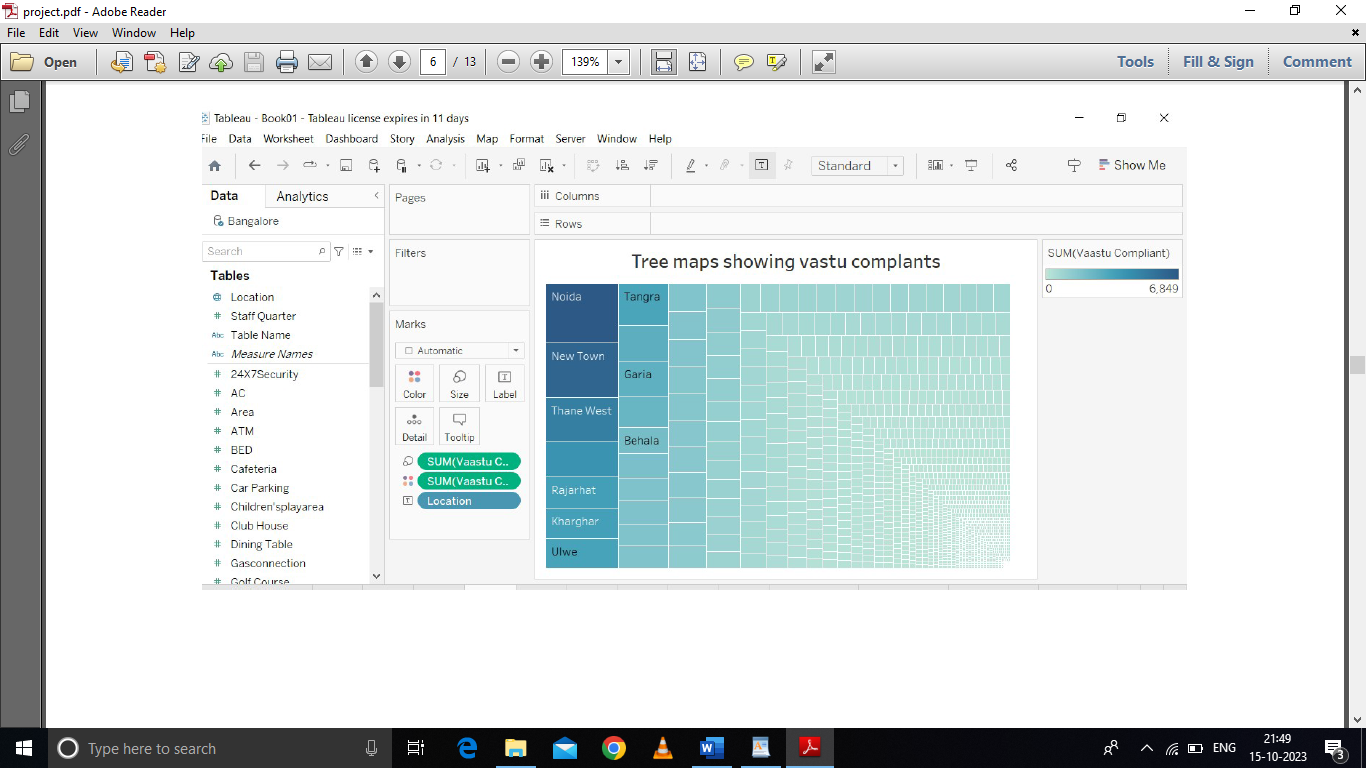 project.pdf - Adobe Reader
File Edit View Window Help
Open 6 / 13 139% Tools Fill & Sign Comment
Tableau - Book01 - Tableau license expires in 11 days
File Data Worksheet Dashboard Story Analysis Map Format Server Window Help
Standard Show Me
Data Analytics
Bangalore
Search
Tables
Location
Staff Quarter
Abc Table Name
Abc Measure Names
24X7Security
AC
Area
ATM
BED
Cafeteria
Car Parking
Children'splayarea
Club House
Dining Table
Gasconnection
Golf Course
Pages
Filters
Marks
Automatic
Color Size Label
Detail Tooltip
SUM(Vaastu C..
SUM(Vaastu C..
Location
Columns
Rows
Tree maps showing vastu complants
Noida
New Town
Thane West
Rajarhat
Kharghar
Ulwe
Tangra
Garia
Behala
SUM(Vaastu Compliant)
0 6,849
Type here to search
ENG
21:49
15-10-2023
3